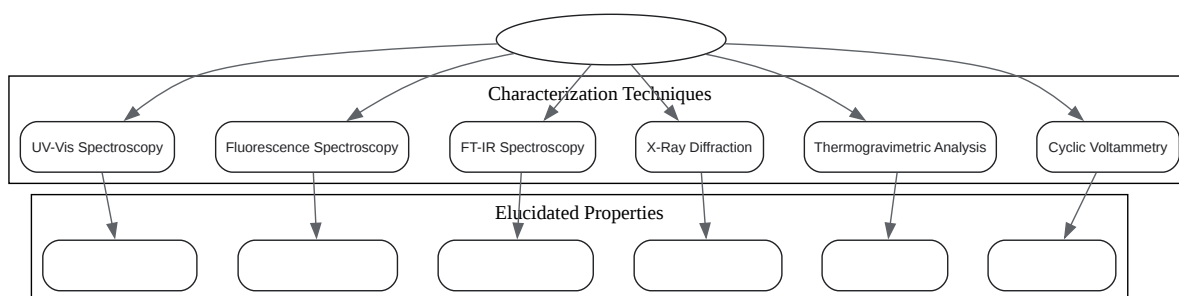 Characterization Techniques
UV-Vis Spectroscopy
Fluorescence Spectroscopy
FT-IR Spectroscopy
X-Ray Diffraction
Thermogravimetric Analysis
Cyclic Voltammetry
Elucidated Properties